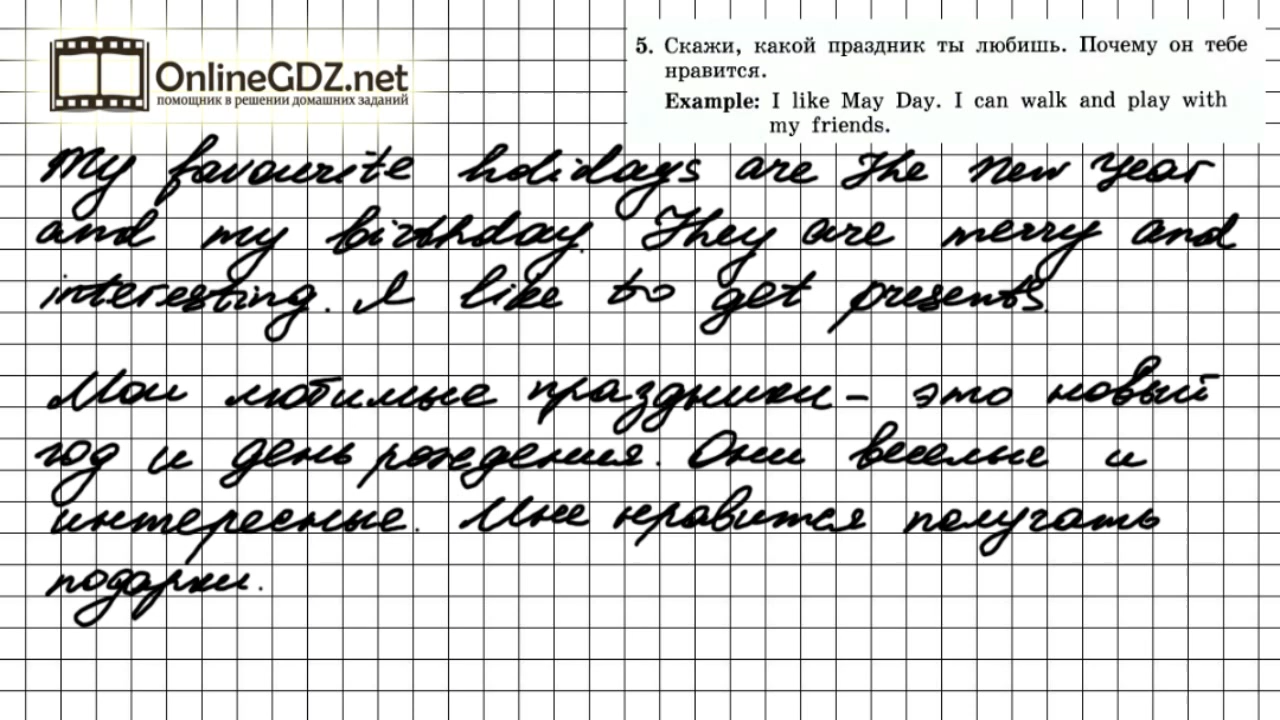 OnlineGDZ.net
помощник в решении домашних заданий
5. Скажи, какой праздник ты любишь. Почему он тебе
нравится.
Example: I like May Day. I can walk and play with
my friends.
My favourite holidays are The New Year
and my birthday. They are merry and
interesting. I like to get presents.
Мои любимые праздники – это новый
год и день рождения. Они веселые и
интересные. Мне нравится получать
подарки.